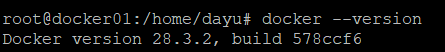 root@docker01:/home/dayu# docker --version
Docker version 28.3.2, build 578ccf6